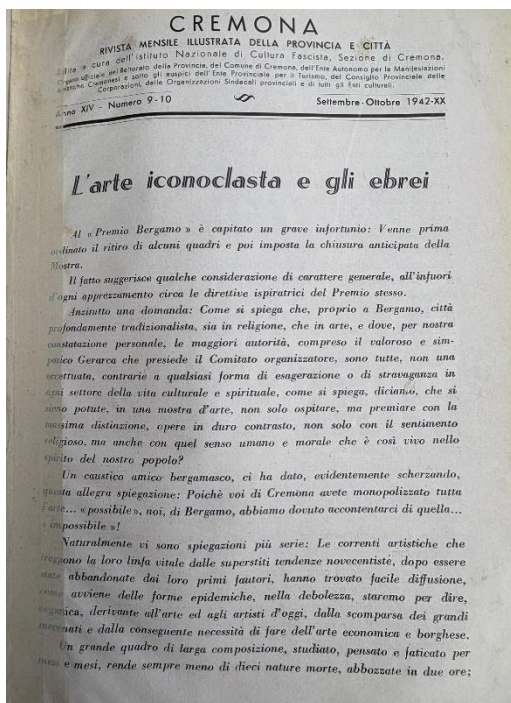 CREMONA
RIVISTA MENSILE ILLUSTRATA DELLA PROVINCIA E CITTÀ
Edita a cura dell'Istituto Nazionale di Cultura Fascista, Sezione di Cremona.
Organo ufficiale del Rettorato della Provincia, del Comune di Cremona, dell'Ente Autonomo per le Manifestazioni
Artistiche Cremonesi e sotto gli auspici dell'Ente Provinciale per il Turismo, del Consiglio Provinciale delle
Corporazioni, delle Organizzazioni Sindacali provinciali e di tutti gli Enti culturali.
Anno XIV - Numero 9-10 Settembre-Ottobre 1942-XX
L'arte iconoclasta e gli ebrei
Al « Premio Bergamo » è capitato un grave infortunio: Venne prima
ordinato il ritiro di alcuni quadri e poi imposta la chiusura anticipata della
Mostra.
Il fatto suggerisce qualche considerazione di carattere generale, all'infuori
d'ogni apprezzamento circa le direttive ispiratrici del Premio stesso.
Anzitutto una domanda: Come si spiega che, proprio a Bergamo, città
profondamente tradizionalista, sia in religione, che in arte, e dove, per nostra
constatazione personale, le maggiori autorità, compreso il valoroso e sim-
patico Gerarca che presiede il Comitato organizzatore, sono tutte, non una
eccettuata, contrarie a qualsiasi forma di esagerazione o di stravaganza in
ogni settore della vita culturale e spirituale, come si spiega, diciamo, che si
siano potute, in una mostra d'arte, non solo ospitare, ma premiare con la
massima distinzione, opere in duro contrasto, non solo con il sentimento
religioso, ma anche con quel senso umano e morale che è così vivo nello
spirito del nostro popolo?
Un caustico amico bergamasco, ci ha dato, evidentemente scherzando,
questa allegra spiegazione: Poichè voi di Cremona avete monopolizzato tutta
l'arte... « possibile », noi, di Bergamo, abbiamo dovuto accontentarci di quella...
« impossibile »!
Naturalmente vi sono spiegazioni più serie: Le correnti artistiche che
traggono la loro linfa vitale dalle superstiti tendenze novecentiste, dopo essere
state abbandonate dai loro primi fautori, hanno trovato facile diffusione,
come avviene delle forme epidemiche, nella debolezza, staremo per dire,
organica, derivante all'arte ed agli artisti d'oggi, dalla scomparsa dei grandi
mecenati e dalla conseguente necessità di fare dell'arte economica e borghese.
Un grande quadro di larga composizione, studiato, pensato e faticato per
mesi e mesi, rende sempre meno di dieci nature morte, abbozzate in due ore;